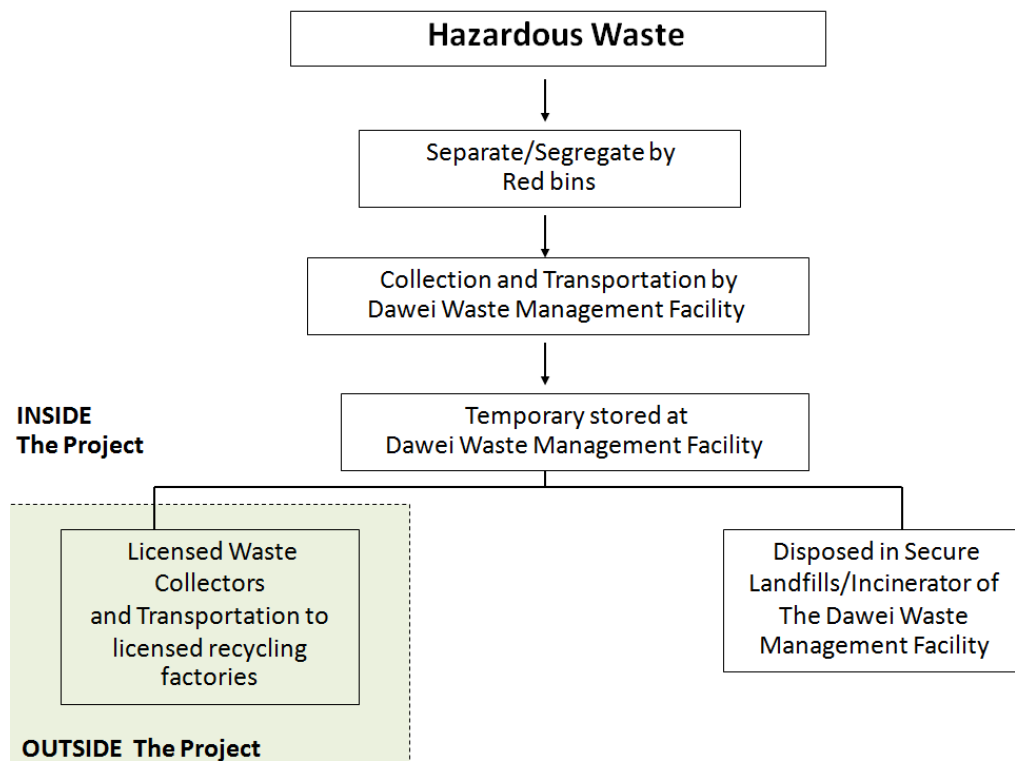 Hazardous Waste
Separate/Segregate by
Red bins
Collection and Transportation by
Dawei Waste Management Facility
INSIDE
The Project
Temporary stored at
Dawei Waste Management Facility
Licensed Waste
Collectors
and Transportation to
licensed recycling
factories
Disposed in Secure
Landfills/Incinerator of
The Dawei Waste
Management Facility
OUTSIDE The Project